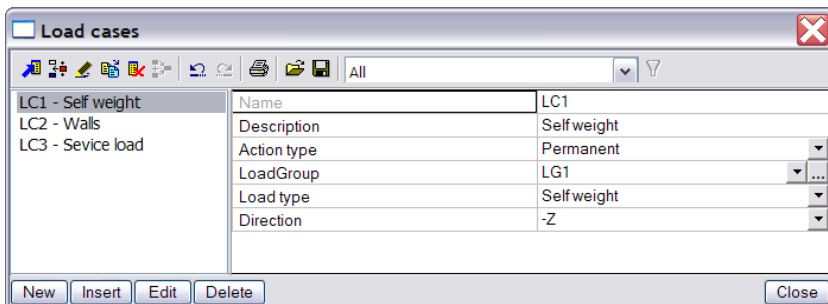 Load cases
All
LC1 - Self weight
LC2 - Walls
LC3 - Sevice load
Name LC1
Description Self weight
Action type Permanent
LoadGroup LG1 ...
Load type Self weight
Direction -Z
New Insert Edit Delete Close